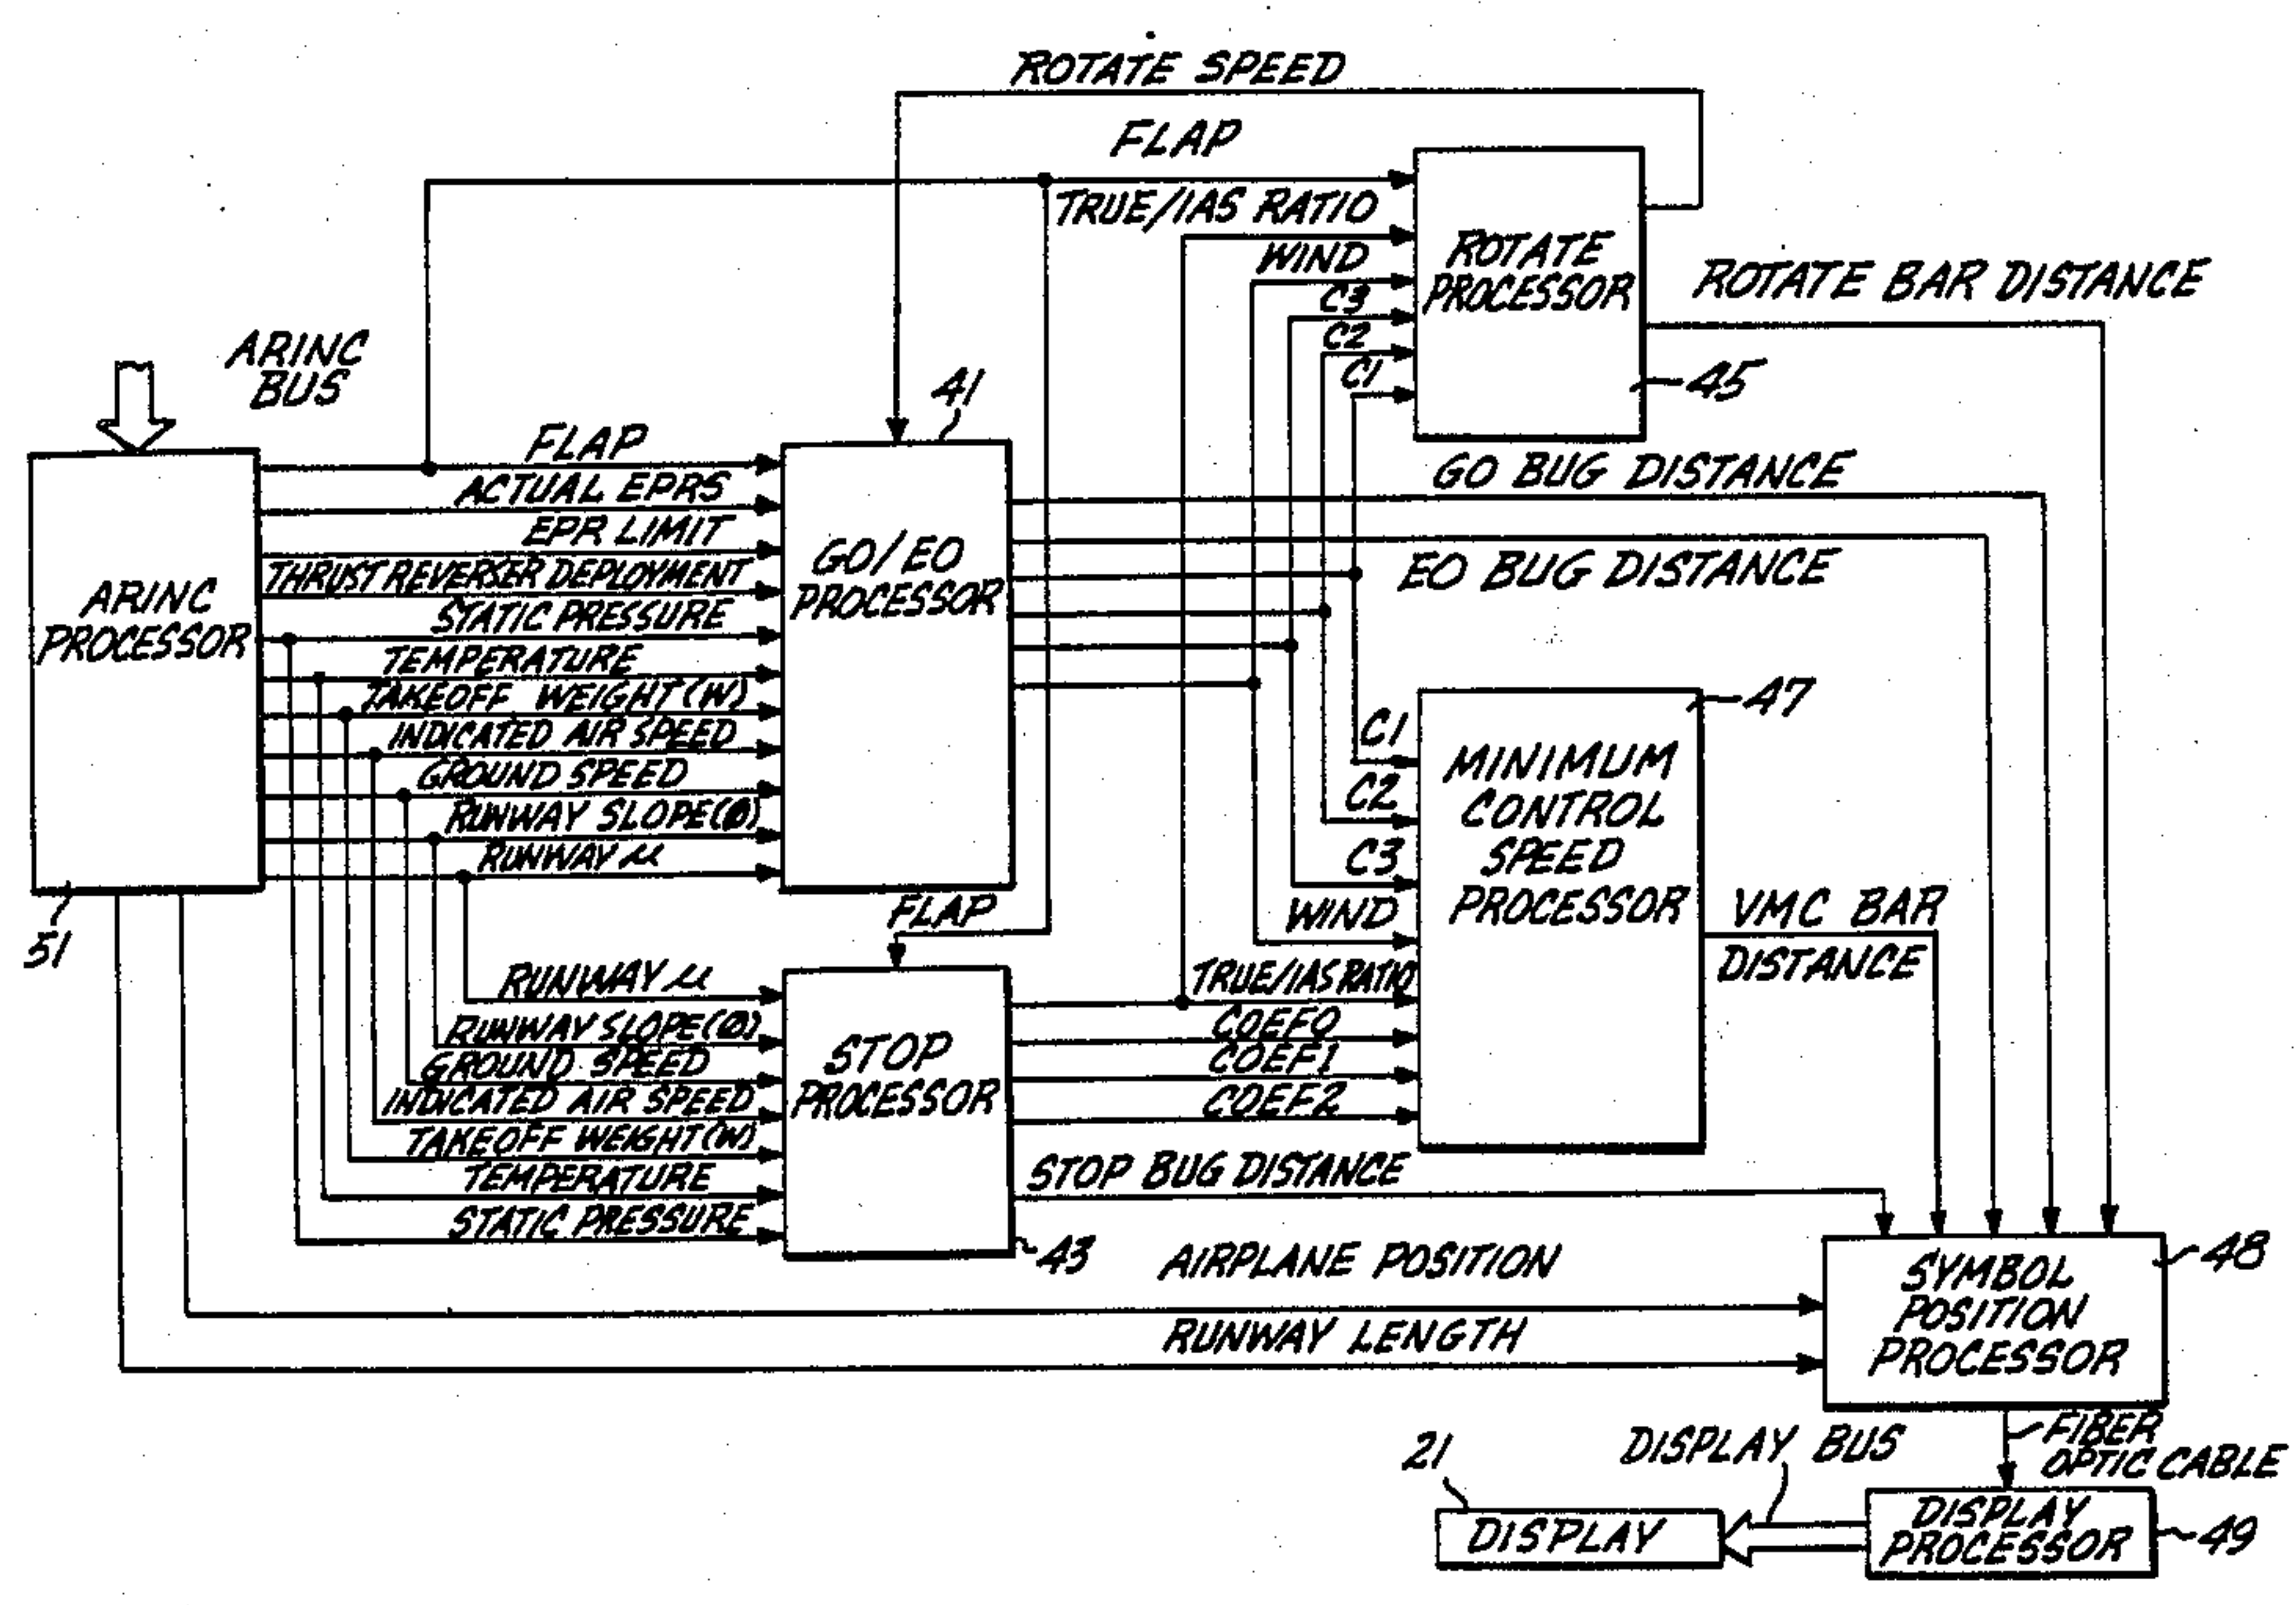 ROTATE SPEED
FLAP
TRUE/IAS RATIO
WIND
C3
C2
C1
ROTATE
PROCESSOR
45
ROTATE BAR DISTANCE
ARINC
BUS
41
FLAP
ACTUAL EPRS
EPR LIMIT
THRUST REVERSER DEPLOYMENT
STATIC PRESSURE
TEMPERATURE
TAKEOFF WEIGHT(W)
INDICATED AIR SPEED
GROUND SPEED
RUNWAY SLOPE(Ø)
RUNWAY μ
ARINC
PROCESSOR
51
GO/EO
PROCESSOR
GO BUG DISTANCE
EO BUG DISTANCE
47
C1
C2
C3
WIND
TRUE/IAS RATIO
COEF0
COEF1
COEF2
MINIMUM
CONTROL
SPEED
PROCESSOR
VMC BAR
DISTANCE
FLAP
RUNWAY μ
RUNWAY SLOPE(Ø)
GROUND SPEED
INDICATED AIR SPEED
TAKEOFF WEIGHT(W)
TEMPERATURE
STATIC PRESSURE
STOP
PROCESSOR
43
STOP BUG DISTANCE
AIRPLANE POSITION
RUNWAY LENGTH
SYMBOL
POSITION
PROCESSOR
48
FIBER
OPTIC CABLE
DISPLAY BUS
21
DISPLAY
DISPLAY
PROCESSOR
49